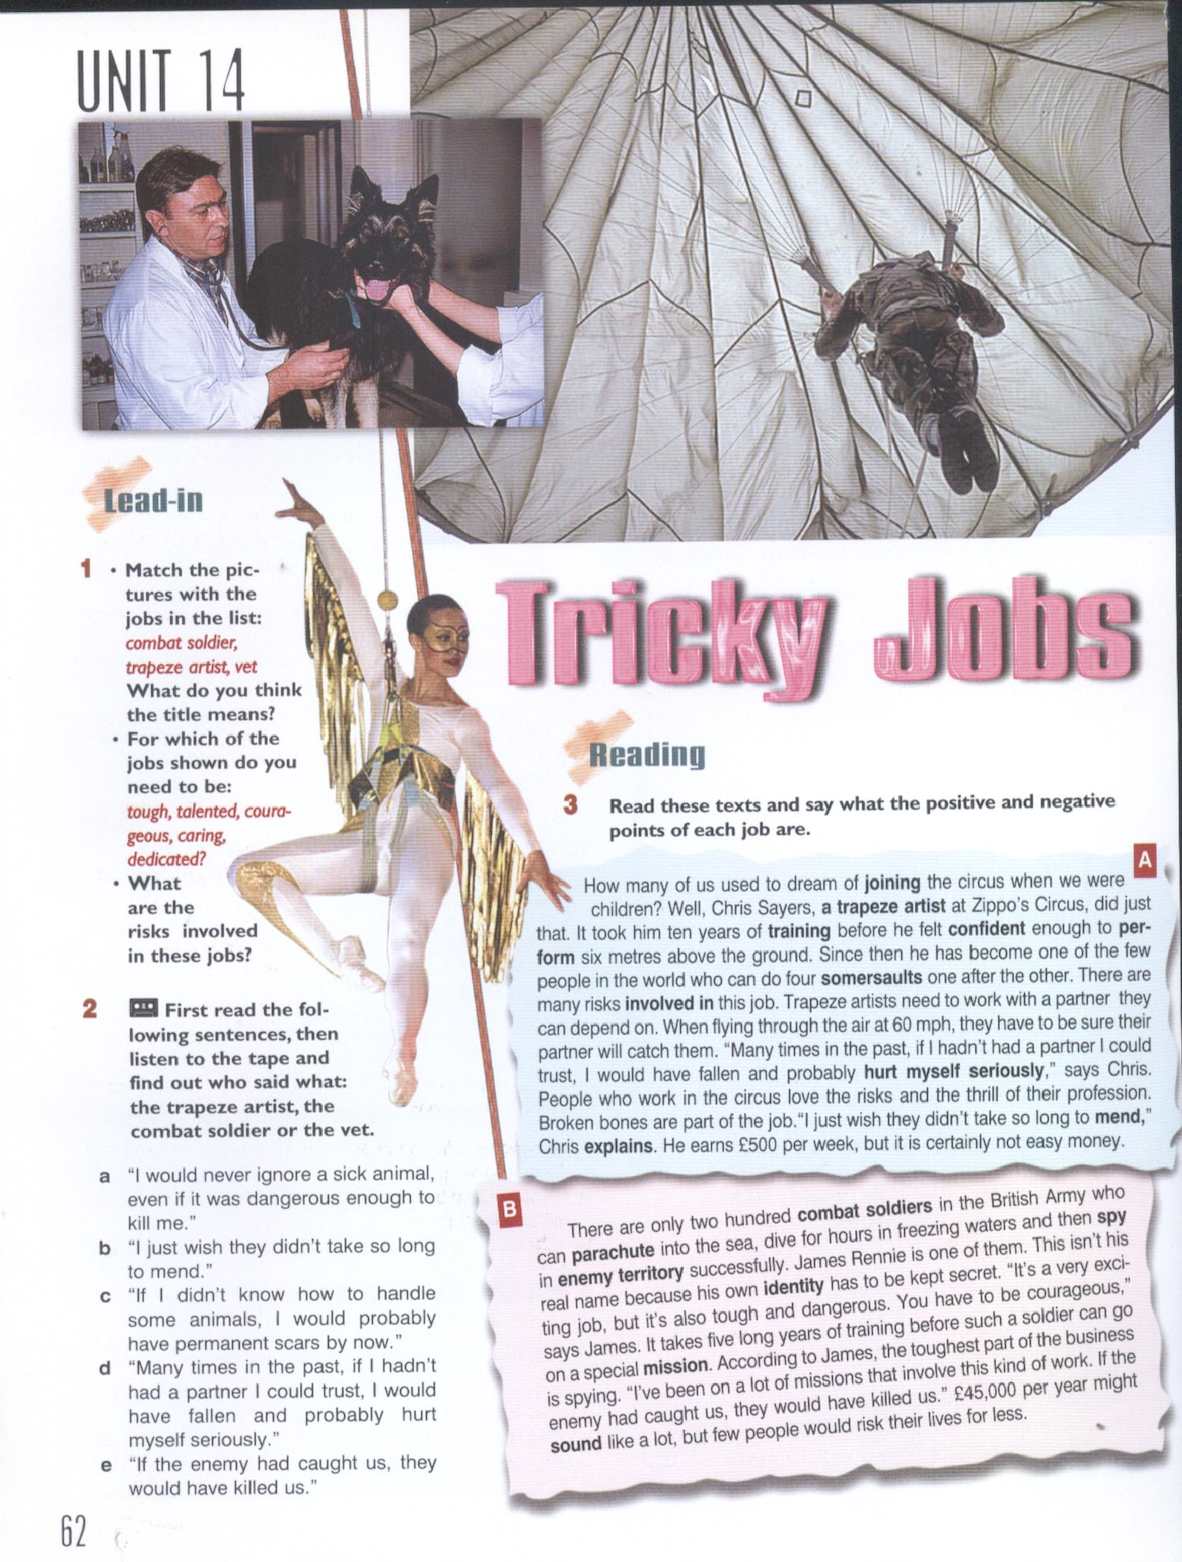 UNIT 14
Lead-in
1 • Match the pic-
tures with the
jobs in the list:
combat soldier,
trapeze artist, vet
What do you think
the title means?
• For which of the
jobs shown do you
need to be:
tough, talented, coura-
geous, caring,
dedicated?
• What
are the
risks involved
in these jobs?
2 First read the fol-
lowing sentences, then
listen to the tape and
find out who said what:
the trapeze artist, the
combat soldier or the vet.
a "I would never ignore a sick animal,
even if it was dangerous enough to
kill me."
b "I just wish they didn't take so long
to mend."
c "If I didn't know how to handle
some animals, I would probably
have permanent scars by now."
d "Many times in the past, if I hadn't
had a partner I could trust, I would
have fallen and probably hurt
myself seriously."
e "If the enemy had caught us, they
would have killed us."
Tricky Jobs
Reading
3 Read these texts and say what the positive and negative
points of each job are.
A
How many of us used to dream of joining the circus when we were
children? Well, Chris Sayers, a trapeze artist at Zippo's Circus, did just
that. It took him ten years of training before he felt confident enough to per-
form six metres above the ground. Since then he has become one of the few
people in the world who can do four somersaults one after the other. There are
many risks involved in this job. Trapeze artists need to work with a partner they
can depend on. When flying through the air at 60 mph, they have to be sure their
partner will catch them. "Many times in the past, if I hadn't had a partner I could
trust, I would have fallen and probably hurt myself seriously," says Chris.
People who work in the circus love the risks and the thrill of their profession.
Broken bones are part of the job."I just wish they didn't take so long to mend,"
Chris explains. He earns £500 per week, but it is certainly not easy money.
B
There are only two hundred combat soldiers in the British Army who
can parachute into the sea, dive for hours in freezing waters and then spy
in enemy territory successfully. James Rennie is one of them. This isn't his
real name because his own identity has to be kept secret. "It's a very exci-
ting job, but it's also tough and dangerous. You have to be courageous,"
says James. It takes five long years of training before such a soldier can go
on a special mission. According to James, the toughest part of the business
is spying. "I've been on a lot of missions that involve this kind of work. If the
enemy had caught us, they would have killed us." £45,000 per year might
sound like a lot, but few people would risk their lives for less.
62